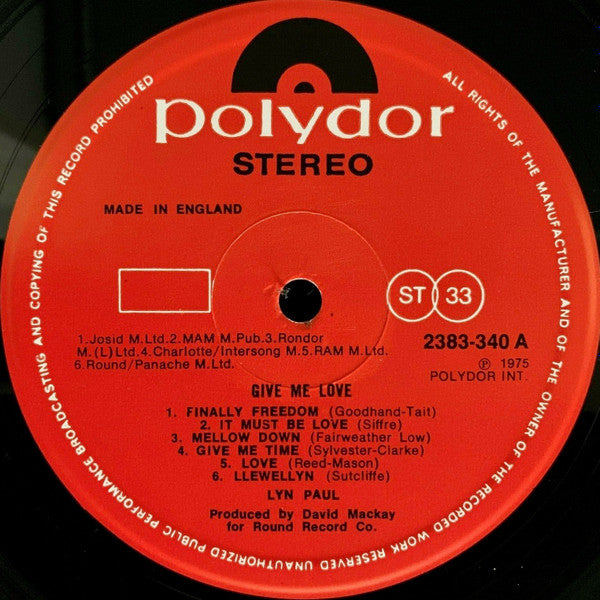 polydor
STEREO
MADE IN ENGLAND
ST 33
1.Josid M.Ltd.2.MAM M.Pub.3.Rondor
M.(L)Ltd.4.Charlotte/Intersong M.5.RAM M.Ltd.
6.Round/Panache M.Ltd.
2383-340 A
℗ 1975
POLYDOR INT.
GIVE ME LOVE
1. FINALLY FREEDOM (Goodhand-Tait)
2. IT MUST BE LOVE (Siffre)
3. MELLOW DOWN (Fairweather Low)
4. GIVE ME TIME (Sylvester-Clarke)
5. LOVE (Reed-Mason)
6. LLEWELLYN (Sutcliffe)
LYN PAUL
Produced by David Mackay
for Round Record Co.
ALL RIGHTS OF THE MANUFACTURER AND OF THE OWNER OF THE RECORDED WORK RESERVED UNAUTHORIZED PUBLIC PERFORMANCE BROADCASTING AND COPYING OF THIS RECORD PROHIBITED